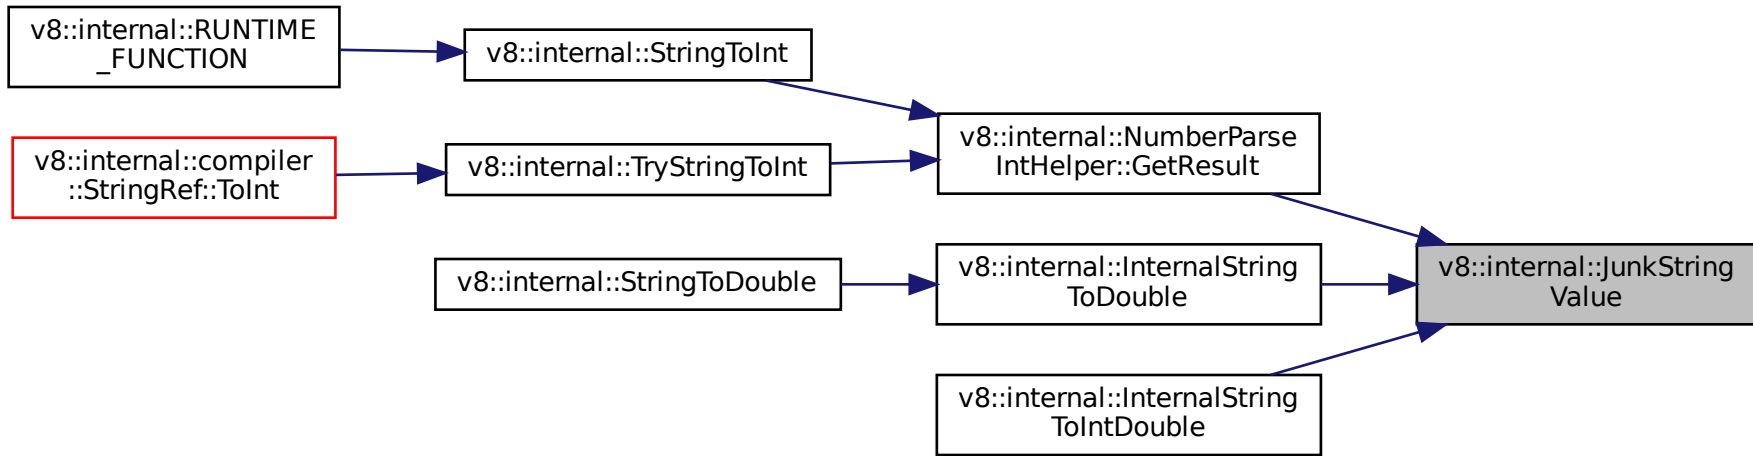 v8::internal::RUNTIME
_FUNCTION
v8::internal::StringToInt
v8::internal::compiler
::StringRef::ToInt
v8::internal::TryStringToInt
v8::internal::NumberParse
IntHelper::GetResult
v8::internal::StringToDouble
v8::internal::InternalString
ToDouble
v8::internal::JunkString
Value
v8::internal::InternalString
ToIntDouble